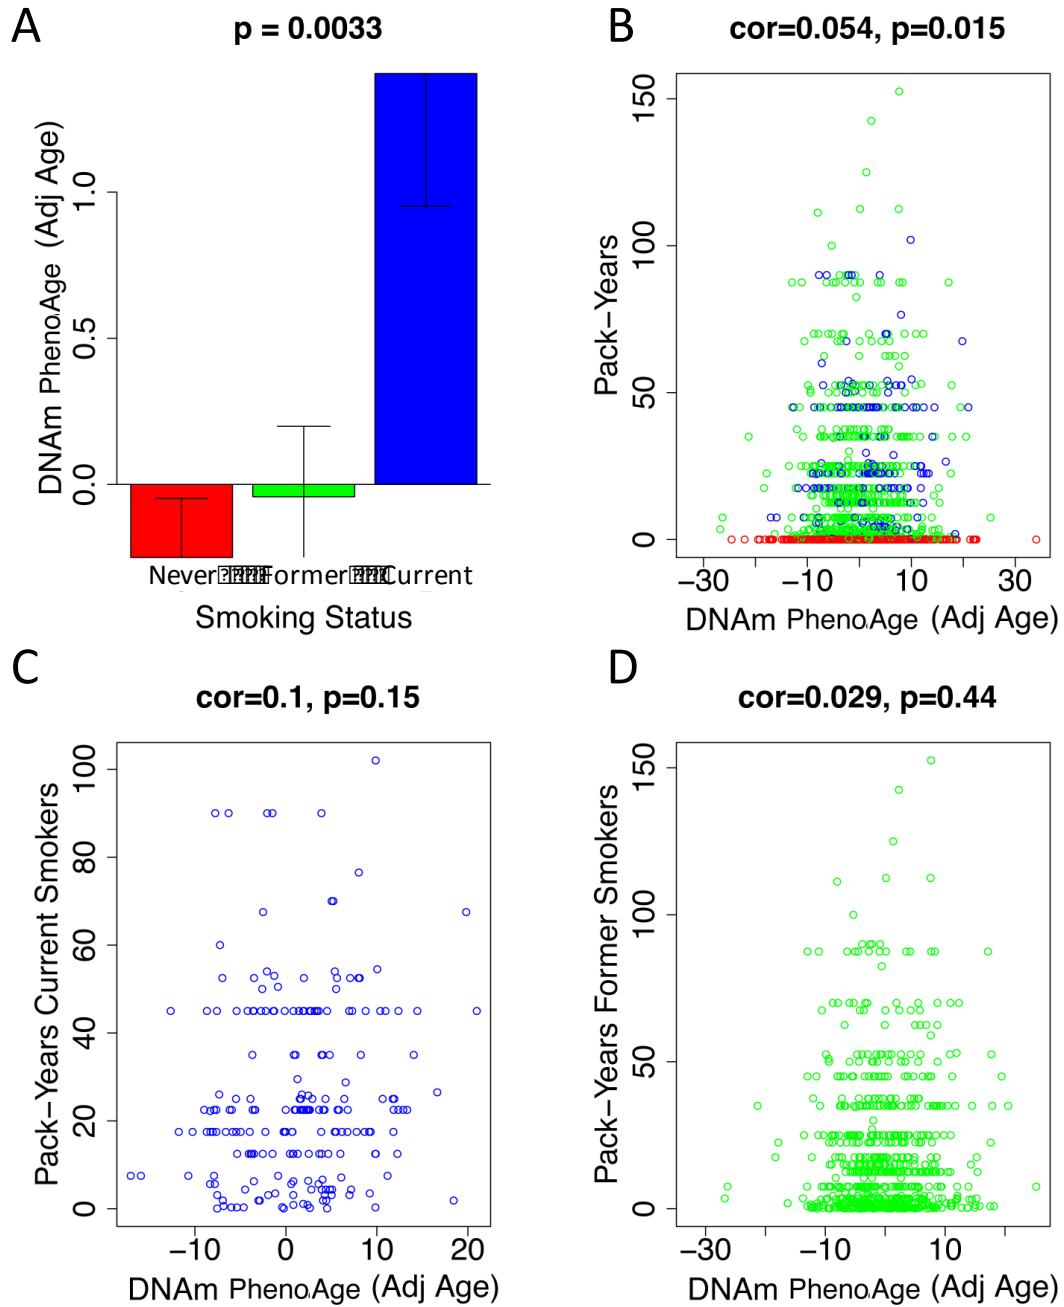 A
p = 0.0033
DNAm PhenoAge (Adj Age)
1.0
0.5
0.0
Never Former Current
Smoking Status
B
cor=0.054, p=0.015
Pack−Years
150
100
50
0
−30 −10 10 30
DNAm PhenoAge (Adj Age)
C
cor=0.1, p=0.15
Pack−Years Current Smokers
100
80
60
40
20
0
−10 0 10 20
DNAm PhenoAge (Adj Age)
D
cor=0.029, p=0.44
Pack−Years Former Smokers
150
100
50
0
−30 −10 10
DNAm PhenoAge (Adj Age)